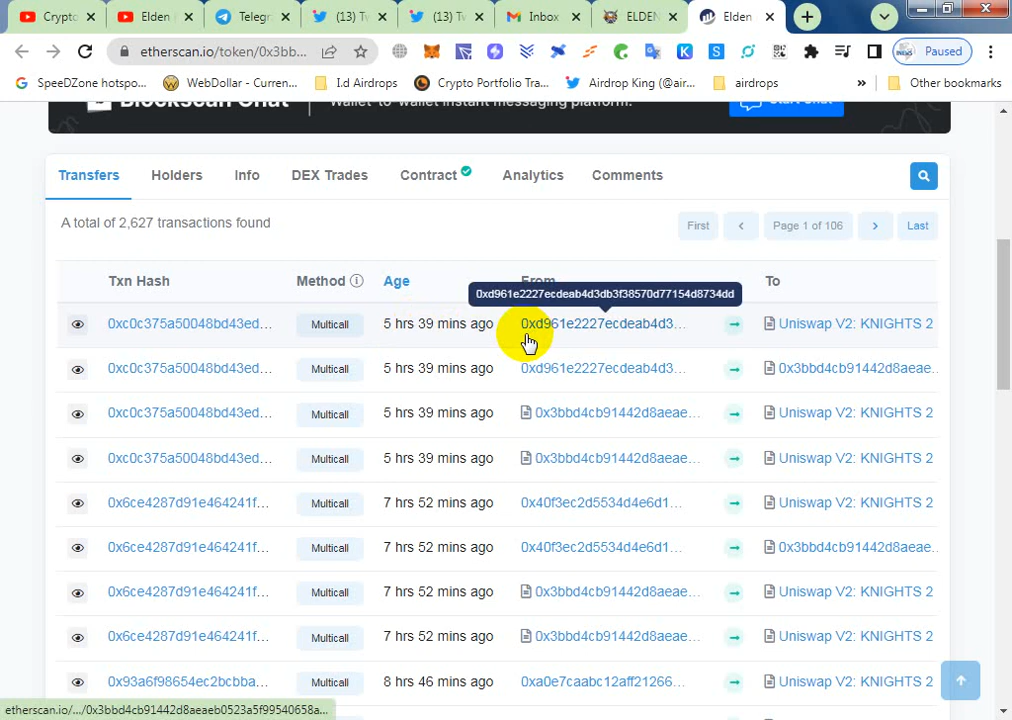 Crypto
Elden
Telegr
(13) T
(13) T
Inbox
ELDEN
Elden
etherscan.io/token/0x3bb...
Paused
SpeeDZone hotspo...
WebDollar - Curren...
I.d Airdrops
Crypto Portfolio Tra...
Airdrop King (@air...
airdrops
»
Other bookmarks
Blockscan Chat
Wallet-to-Wallet instant messaging platform.
Start Chat
Transfers Holders Info DEX Trades Contract Analytics Comments
A total of 2,627 transactions found
First Page 1 of 106 Last
Txn Hash Method Age From To
0xd961e2227ecdeab4d3db3f38570d77154d8734dd
0xc0c375a50048bd43ed... Multicall 5 hrs 39 mins ago 0xd961e2227ecdeab4d3... Uniswap V2: KNIGHTS 2
0xc0c375a50048bd43ed... Multicall 5 hrs 39 mins ago 0xd961e2227ecdeab4d3... 0x3bbd4cb91442d8aeae..
0xc0c375a50048bd43ed... Multicall 5 hrs 39 mins ago 0x3bbd4cb91442d8aeae... Uniswap V2: KNIGHTS 2
0xc0c375a50048bd43ed... Multicall 5 hrs 39 mins ago 0x3bbd4cb91442d8aeae... Uniswap V2: KNIGHTS 2
0x6ce4287d91e464241f... Multicall 7 hrs 52 mins ago 0x40f3ec2d5534d4e6d1... Uniswap V2: KNIGHTS 2
0x6ce4287d91e464241f... Multicall 7 hrs 52 mins ago 0x40f3ec2d5534d4e6d1... 0x3bbd4cb91442d8aeae..
0x6ce4287d91e464241f... Multicall 7 hrs 52 mins ago 0x3bbd4cb91442d8aeae... Uniswap V2: KNIGHTS 2
0x6ce4287d91e464241f... Multicall 7 hrs 52 mins ago 0x3bbd4cb91442d8aeae... Uniswap V2: KNIGHTS 2
0x93a6f98654ec2bcbba... Multicall 8 hrs 46 mins ago 0xa0e7caabc12aff21266... Uniswap V2: KNIGHTS 2
etherscan.io/.../0x3bbd4cb91442d8aeaeb0523a5f99540658a...